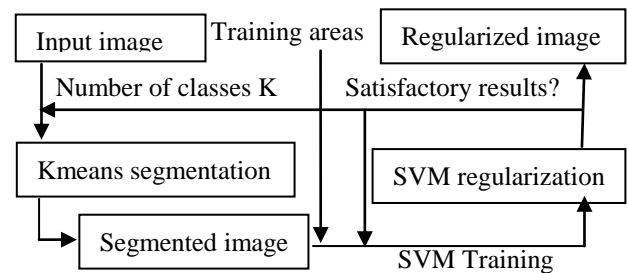 Input image
Training areas
Regularized image
Number of classes K
Satisfactory results?
Kmeans segmentation
SVM regularization
Segmented image
SVM Training